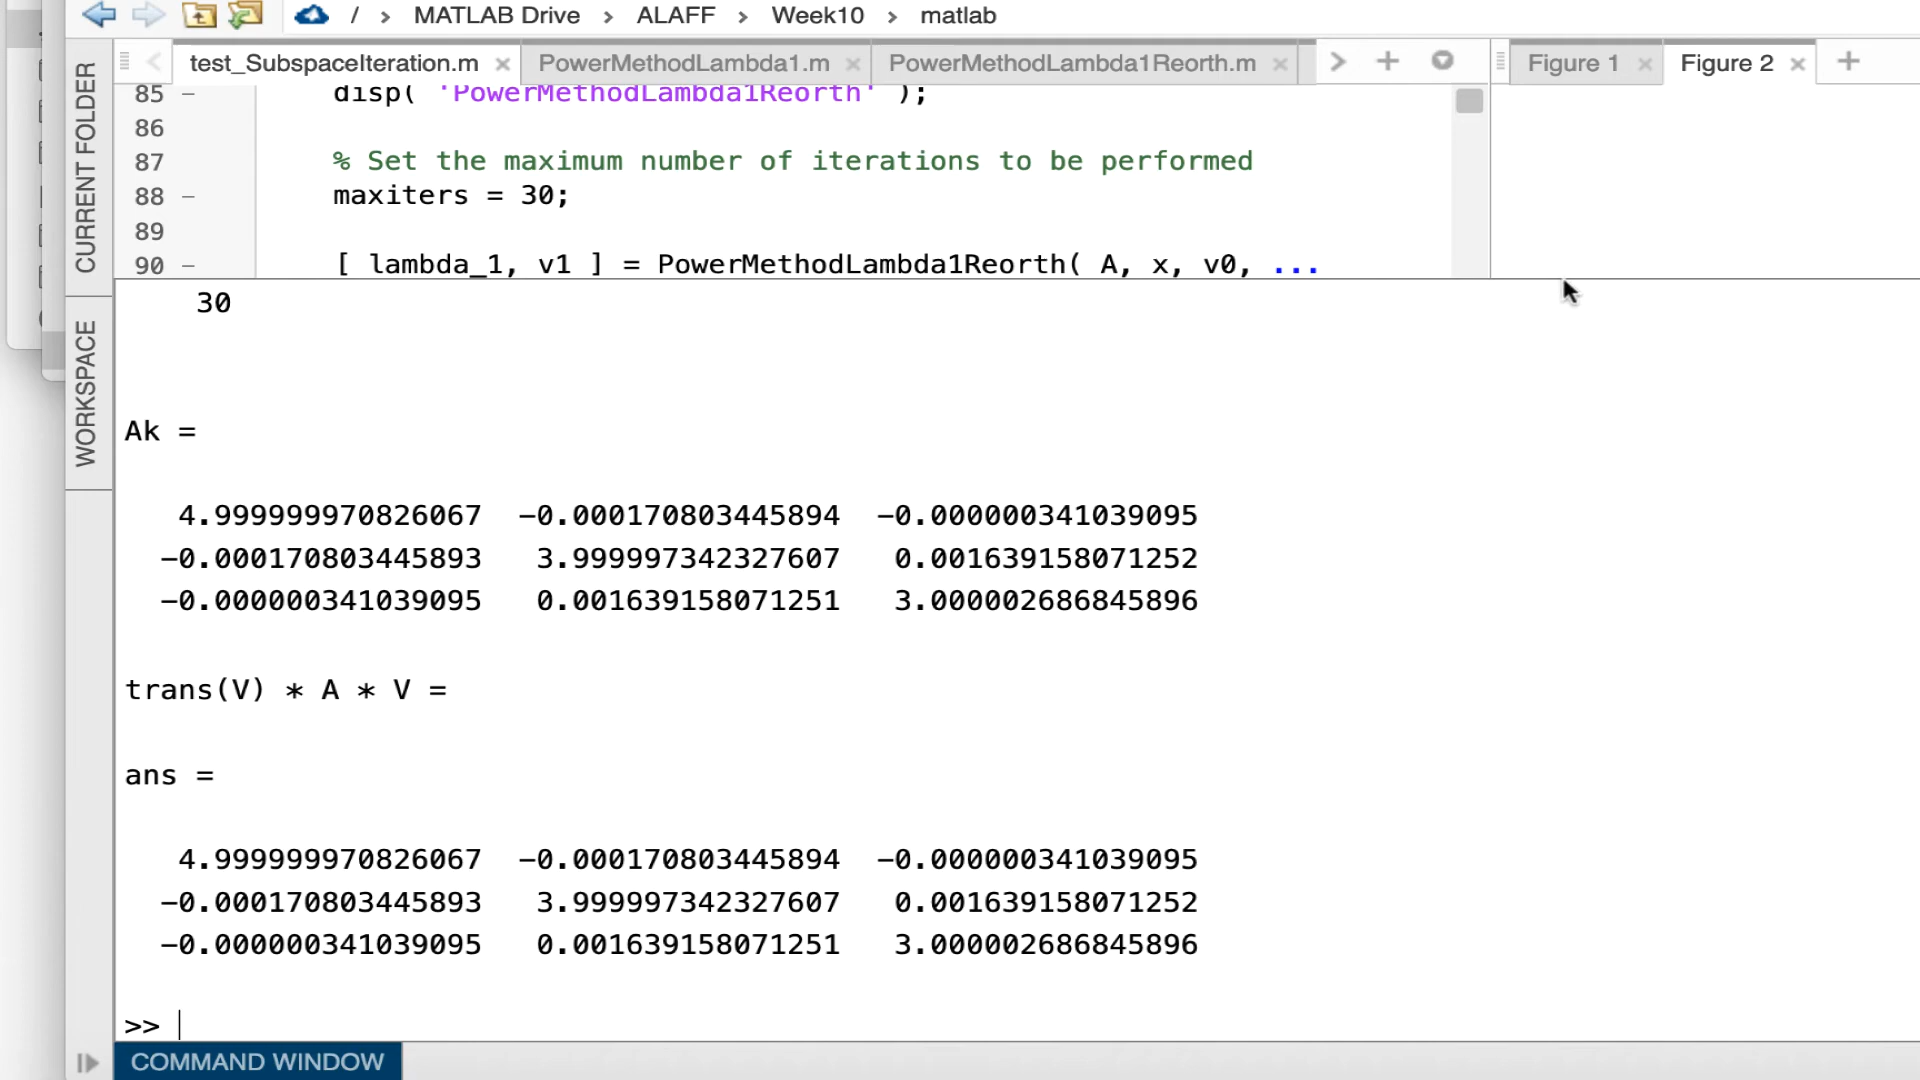 / > MATLAB Drive > ALAFF > Week10 > matlab
test_SubspaceIteration.m × PowerMethodLambda1.m × PowerMethodLambda1Reorth.m × > + Figure 1 × Figure 2 × +
CURRENT FOLDER
WORKSPACE
85 – disp( 'PowerMethodLambda1Reorth' );
86
87 % Set the maximum number of iterations to be performed
88 – maxiters = 30;
89
90 – [ lambda_1, v1 ] = PowerMethodLambda1Reorth( A, x, v0, ...
30
Ak =
4.999999970826067 −0.000170803445894 −0.000000341039095
−0.000170803445893 3.999997342327607 0.001639158071252
−0.000000341039095 0.001639158071251 3.000002686845896
trans(V) * A * V =
ans =
4.999999970826067 −0.000170803445894 −0.000000341039095
−0.000170803445893 3.999997342327607 0.001639158071252
−0.000000341039095 0.001639158071251 3.000002686845896
>>
COMMAND WINDOW